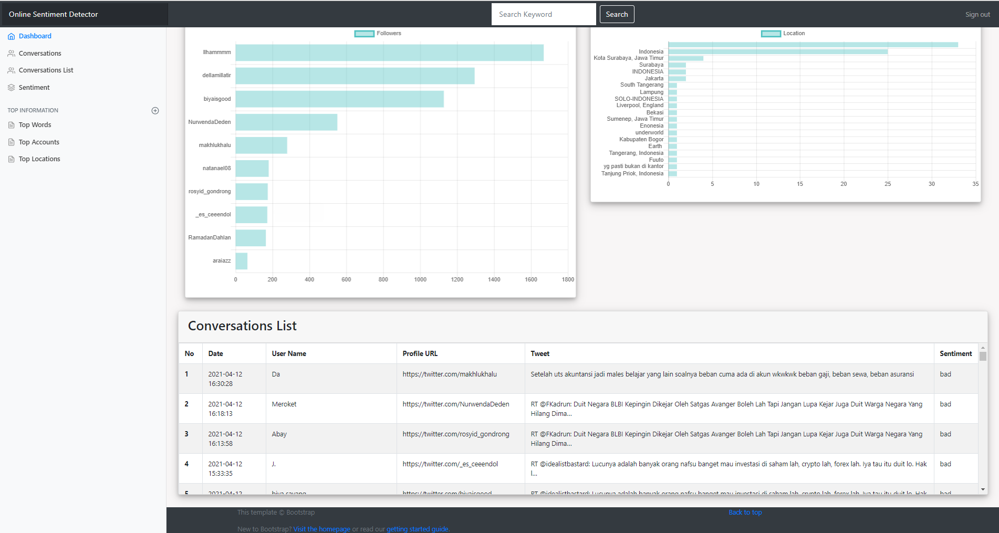 Online Sentiment Detector
Search Keyword
Search
Sign out
Dashboard
Conversations
Conversations List
Sentiment
TOP INFORMATION
Top Words
Top Accounts
Top Locations
Followers
llhammmm
dellamillatir
biyaisgood
NurwendaDeden
makhlukhalu
natanael08
rosyid_gondrong
_es_ceeendol
RamadanDahlan
araiazz
0 200 400 600 800 1000 1200 1400 1600 1800
Location
Indonesia
Kota Surabaya, Jawa Timur
Surabaya
INDONESIA
Jakarta
South Tangerang
Lampung
SOLO-INDONESIA
Liverpool, England
Bekasi
Sumenep, Jawa Timur
Enonesia
underworld
Kabupaten Bogor
Earth
Tangerang, Indonesia
Fuuto
yg pasti bukan di kantor
Tanjung Priok, Indonesia
0 5 10 15 20 25 30 35
Conversations List
No Date User Name Profile URL Tweet Sentiment
1 2021-04-12 Da https://twitter.com/makhlukhalu Setelah uts akuntansi jadi males belajar yang lain soalnya beban cuma ada di akun wkwkwk beban gaji, beban sewa, beban asuransi bad
16:30:28
2 2021-04-12 Meroket https://twitter.com/NurwendaDeden RT @FKadrun: Duit Negara BLBI Kepingin Dikejar Oleh Satgas Avanger Boleh Lah Tapi Jangan Lupa Kejar Juga Duit Warga Negara Yang bad
16:18:13 Hilang Dima...
3 2021-04-12 Abay https://twitter.com/rosyid_gondrong RT @FKadrun: Duit Negara BLBI Kepingin Dikejar Oleh Satgas Avanger Boleh Lah Tapi Jangan Lupa Kejar Juga Duit Warga Negara Yang bad
16:13:58 Hilang Dima...
4 2021-04-12 J. https://twitter.com/_es_ceeendol RT @idealistbastard: Lucunya adalah banyak orang nafsu banget mau investasi di saham lah, crypto lah, forex lah. Iya tau itu duit lo. Hak bad
15:33:35 l...
5 2021-04-12 biya sayang https://twitter.com/biyaisgood RT @idealistbastard: Lucunya adalah banyak orang nafsu banget mau investasi di saham lah, crypto lah, forex lah. Iya tau itu duit lo. Hak bad
This template © Bootstrap
Back to top
New to Bootstrap? Visit the homepage or read our getting started guide.